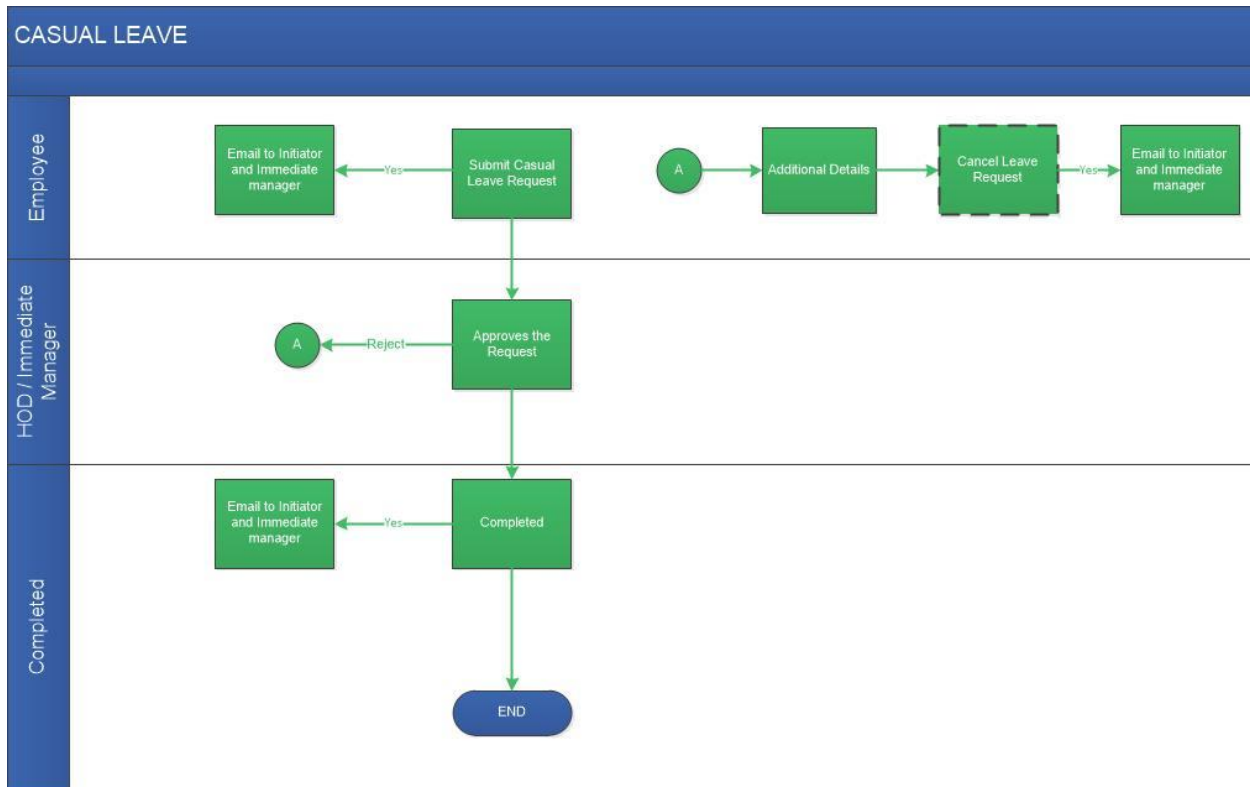 CASUAL LEAVE
Employee
Email to Initiator
and Immediate
manager
Yes
Submit Casual
Leave Request
A
Additional Details
Cancel Leave
Request
Yes
Email to Initiator
and Immediate
manager
HOD / Immediate
Manager
A
Reject
Approves the
Request
Completed
Email to Initiator
and Immediate
manager
Yes
Completed
END